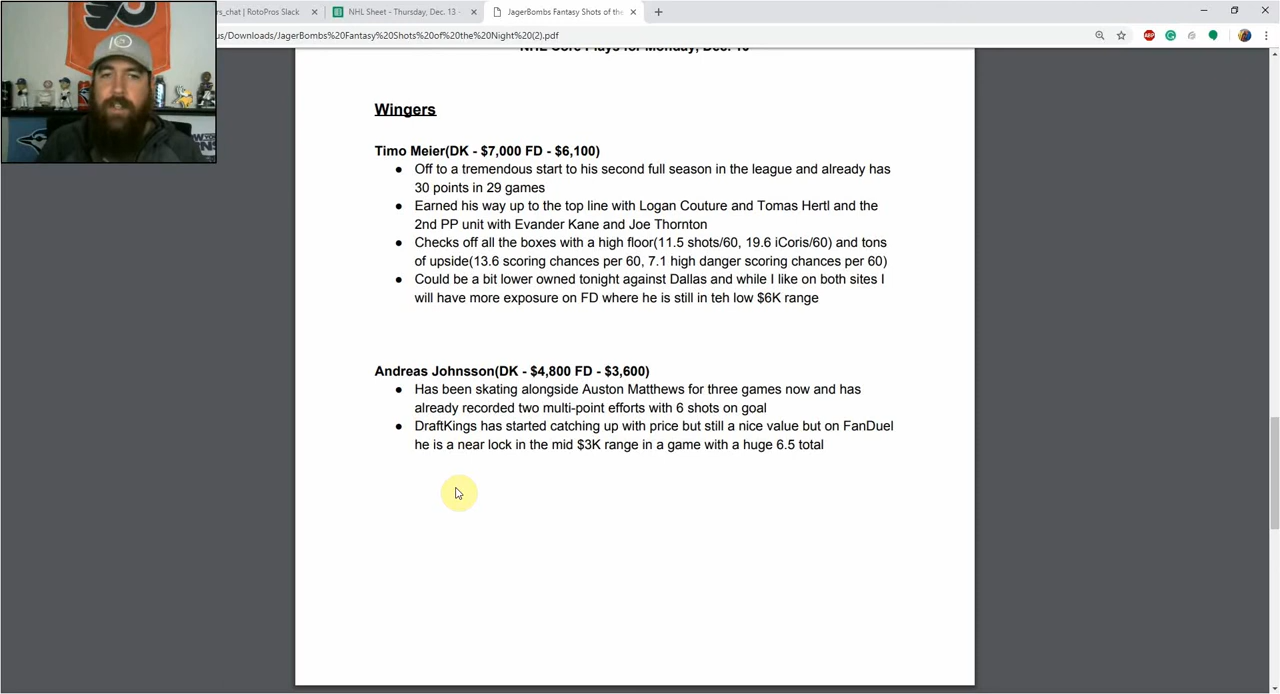 rs_chat | RotoPros Slack
NHL Sheet - Thursday, Dec. 13 -
JagerBombs Fantasy Shots of the
us/Downloads/JagerBombs%20Fantasy%20Shots%20of%20the%20Night%20(2).pdf
NHL Core Plays for Monday, Dec. 10
Wingers
Timo Meier(DK - $7,000 FD - $6,100)
● Off to a tremendous start to his second full season in the league and already has
30 points in 29 games
● Earned his way up to the top line with Logan Couture and Tomas Hertl and the
2nd PP unit with Evander Kane and Joe Thornton
● Checks off all the boxes with a high floor(11.5 shots/60, 19.6 iCoris/60) and tons
of upside(13.6 scoring chances per 60, 7.1 high danger scoring chances per 60)
● Could be a bit lower owned tonight against Dallas and while I like on both sites I
will have more exposure on FD where he is still in teh low $6K range
Andreas Johnsson(DK - $4,800 FD - $3,600)
● Has been skating alongside Auston Matthews for three games now and has
already recorded two multi-point efforts with 6 shots on goal
● DraftKings has started catching up with price but still a nice value but on FanDuel
he is a near lock in the mid $3K range in a game with a huge 6.5 total